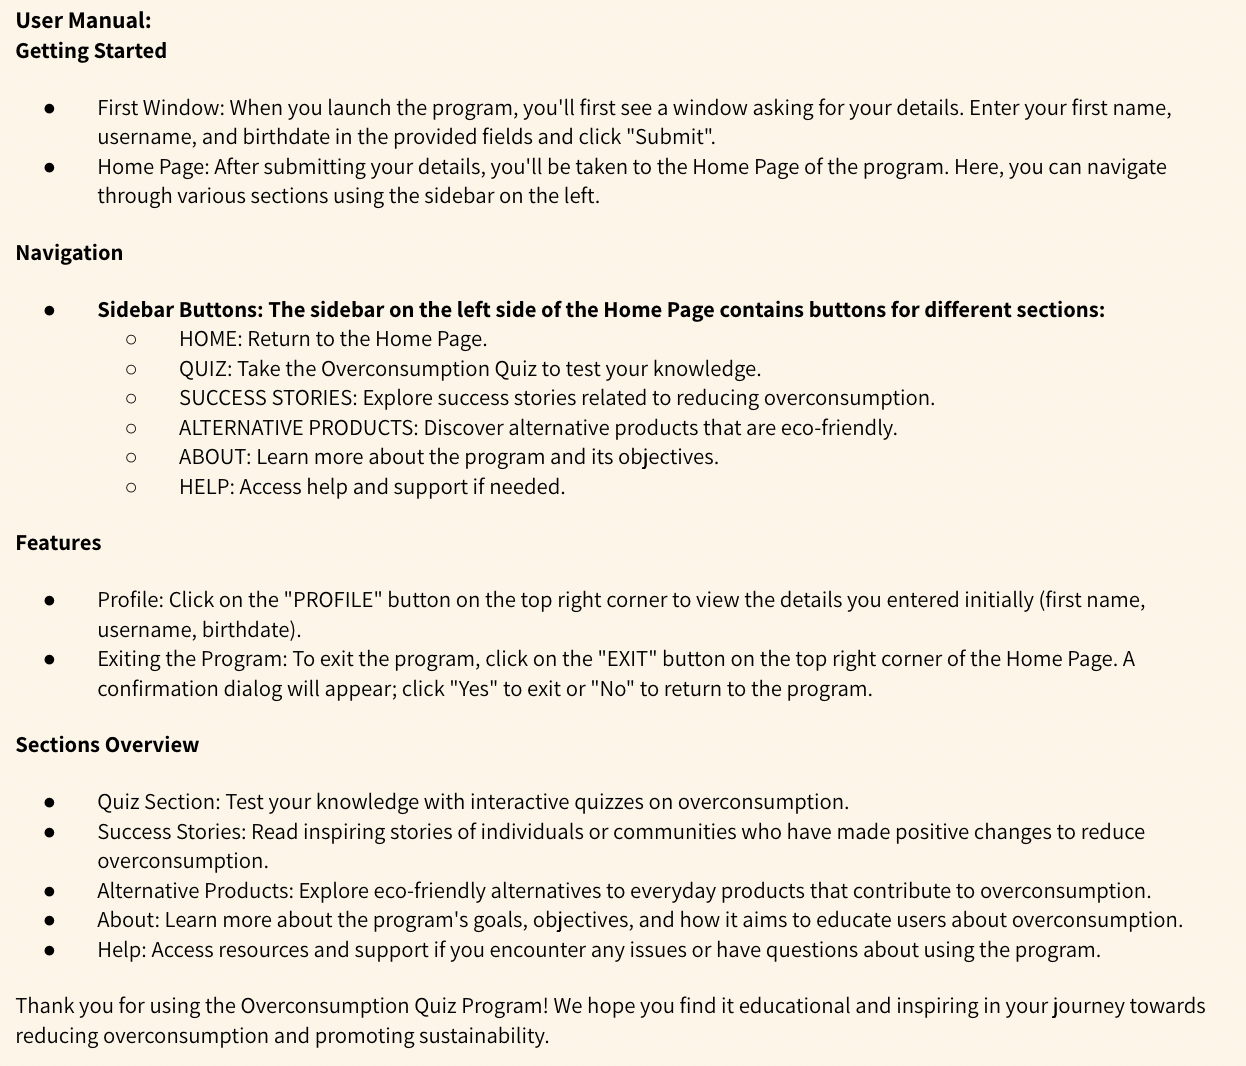 User Manual:
Getting Started
● First Window: When you launch the program, you'll first see a window asking for your details. Enter your first name,
username, and birthdate in the provided fields and click "Submit".
● Home Page: After submitting your details, you'll be taken to the Home Page of the program. Here, you can navigate
through various sections using the sidebar on the left.
Navigation
● Sidebar Buttons: The sidebar on the left side of the Home Page contains buttons for different sections:
○ HOME: Return to the Home Page.
○ QUIZ: Take the Overconsumption Quiz to test your knowledge.
○ SUCCESS STORIES: Explore success stories related to reducing overconsumption.
○ ALTERNATIVE PRODUCTS: Discover alternative products that are eco-friendly.
○ ABOUT: Learn more about the program and its objectives.
○ HELP: Access help and support if needed.
Features
● Profile: Click on the "PROFILE" button on the top right corner to view the details you entered initially (first name,
username, birthdate).
● Exiting the Program: To exit the program, click on the "EXIT" button on the top right corner of the Home Page. A
confirmation dialog will appear; click "Yes" to exit or "No" to return to the program.
Sections Overview
● Quiz Section: Test your knowledge with interactive quizzes on overconsumption.
● Success Stories: Read inspiring stories of individuals or communities who have made positive changes to reduce
overconsumption.
● Alternative Products: Explore eco-friendly alternatives to everyday products that contribute to overconsumption.
● About: Learn more about the program's goals, objectives, and how it aims to educate users about overconsumption.
● Help: Access resources and support if you encounter any issues or have questions about using the program.
Thank you for using the Overconsumption Quiz Program! We hope you find it educational and inspiring in your journey towards
reducing overconsumption and promoting sustainability.